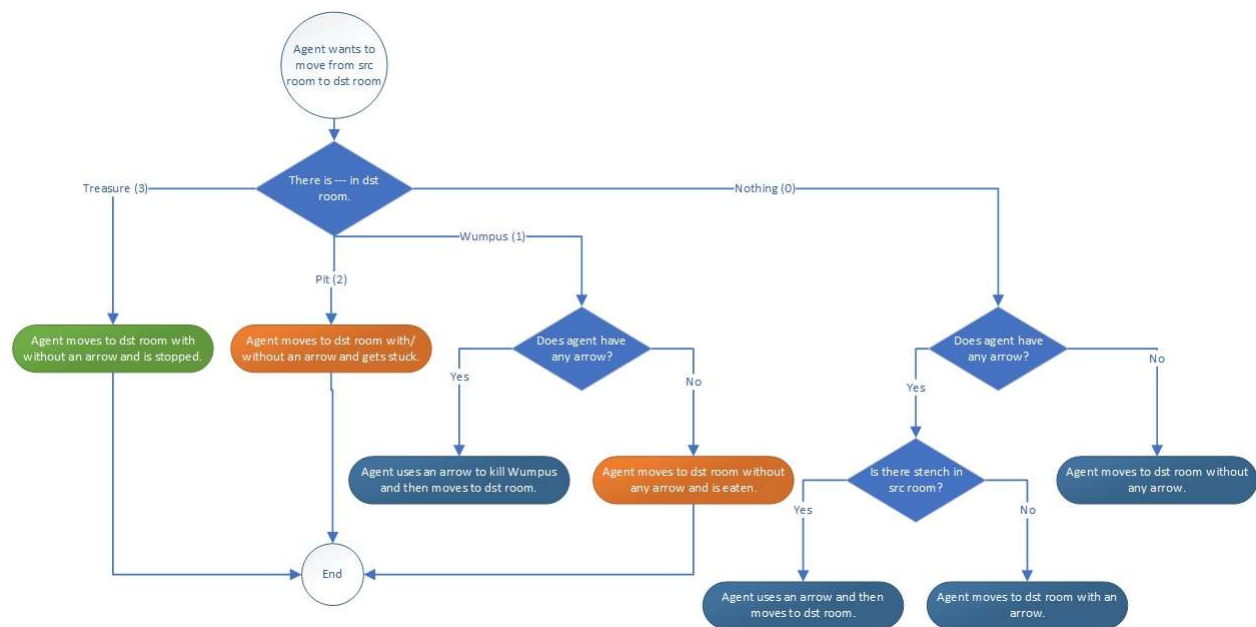 Agent wants to
move from src
room to dst room
There is --- in dst
room.
Treasure (3)
Nothing (0)
Wumpus (1)
Pit (2)
Agent moves to dst room with
without an arrow and is stopped.
Agent moves to dst room with/
without an arrow and gets stuck.
Does agent have
any arrow?
Does agent have
any arrow?
Yes
No
Yes
No
Agent uses an arrow to kill Wumpus
and then moves to dst room.
Agent moves to dst room without
any arrow and is eaten.
Is there stench in
src room?
Agent moves to dst room without
any arrow.
Yes
No
End
Agent uses an arrow and then
moves to dst room.
Agent moves to dst room with an
arrow.